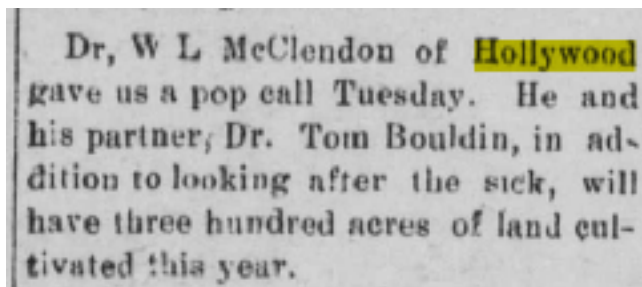 Dr, W L McClendon of Hollywood
gave us a pop call Tuesday. He and
his partner, Dr. Tom Bouldin, in ad-
dition to looking after the sick, will
have three hundred acres of land cul-
tivated this year.